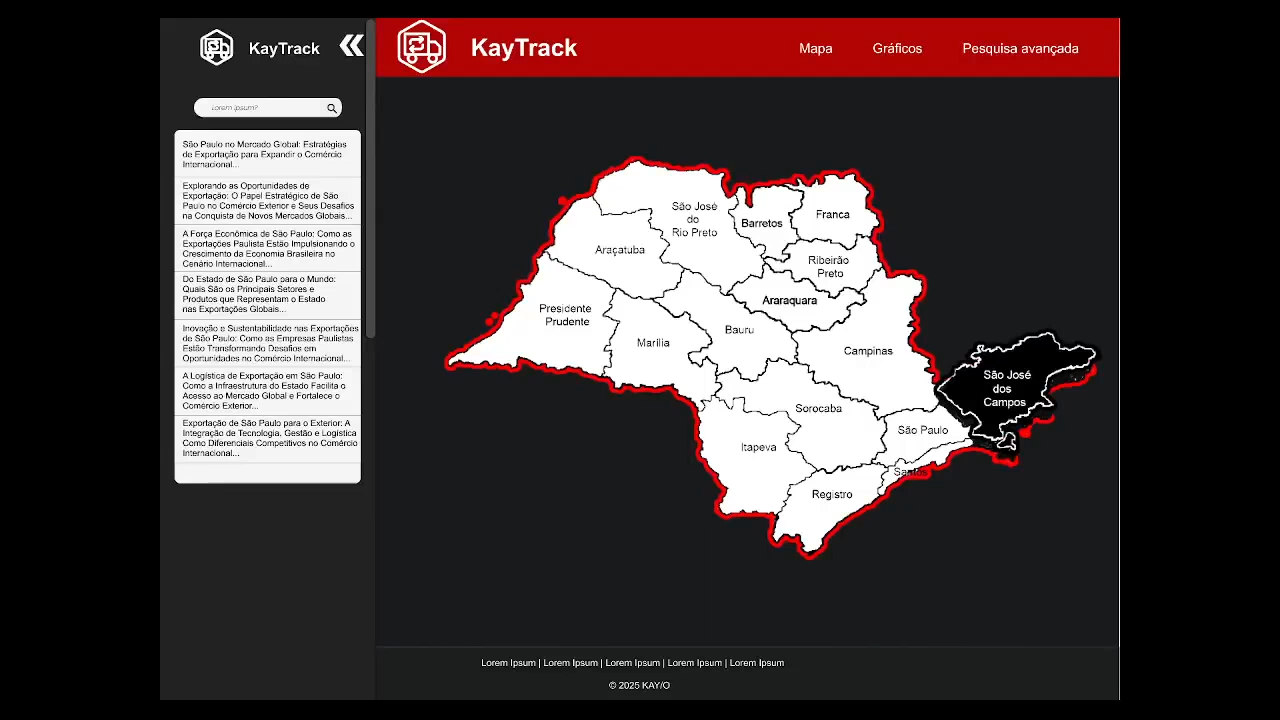 KayTrack
Lorem Ipsum?
São Paulo no Mercado Global: Estratégias
de Exportação para Expandir o Comércio
Internacional...
Explorando as Oportunidades de
Exportação: O Papel Estratégico de São
Paulo no Comércio Exterior e Seus Desafios
na Conquista de Novos Mercados Globais...
A Força Econômica de São Paulo: Como as
Exportações Paulista Estão Impulsionando o
Crescimento da Economia Brasileira no
Cenário Internacional...
Do Estado de São Paulo para o Mundo:
Quais São os Principais Setores e
Produtos que Representam o Estado
nas Exportações Globais...
Inovação e Sustentabilidade nas Exportações
de São Paulo: Como as Empresas Paulistas
Estão Transformando Desafios em
Oportunidades no Comércio Internacional...
A Logística de Exportação em São Paulo:
Como a Infraestrutura do Estado Facilita o
Acesso ao Mercado Global e Fortalece o
Comércio Exterior...
Exportação de São Paulo para o Exterior: A
Integração de Tecnologia, Gestão e Logística
Como Diferenciais Competitivos no Comércio
Internacional...
KayTrack
Mapa Gráficos Pesquisa avançada
São José
do
Rio Preto
Barretos
Franca
Araçatuba
Ribeirão
Preto
Presidente
Prudente
Araraquara
Marília
Bauru
Campinas
São José
dos
Campos
Sorocaba
São Paulo
Itapeva
Santos
Registro
Lorem Ipsum | Lorem Ipsum | Lorem Ipsum | Lorem Ipsum | Lorem Ipsum
© 2025 KAY/O